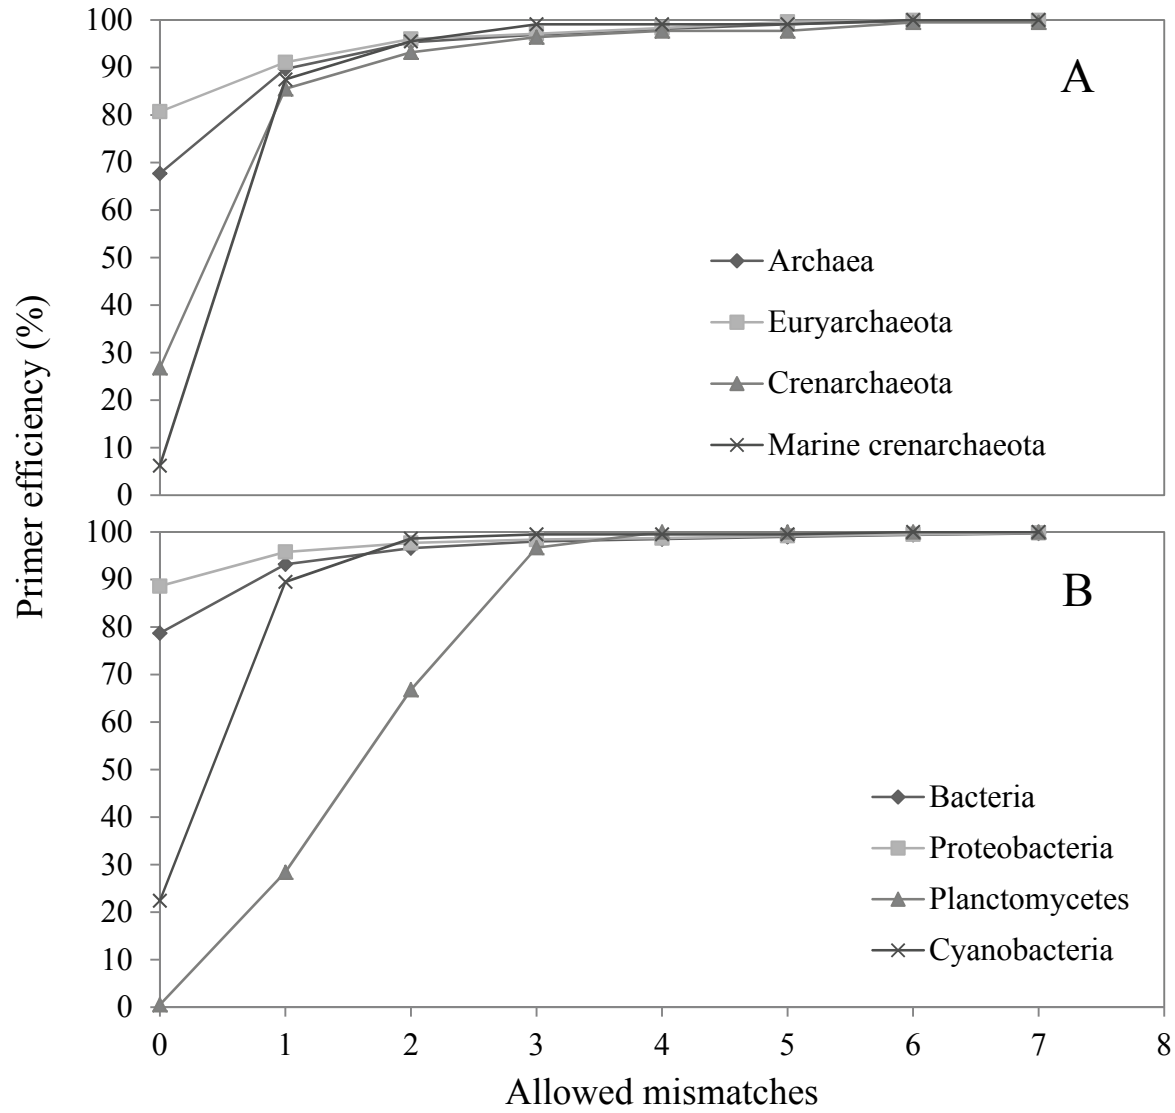 Primer efficiency (%)
100
90
80
70
60
50
40
30
20
10
0
A
Archaea
Euryarchaeota
Crenarchaeota
Marine crenarchaeota
100
90
80
70
60
50
40
30
20
10
0
B
Bacteria
Proteobacteria
Planctomycetes
Cyanobacteria
0 1 2 3 4 5 6 7 8
Allowed mismatches